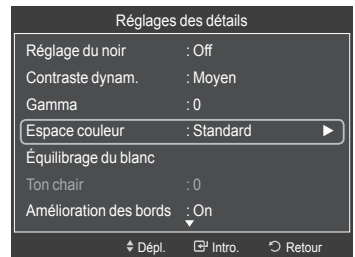 Réglages des détails
Réglage du noir : Off
Contraste dynam. : Moyen
Gamma : 0
Espace couleur : Standard ►
Équilibrage du blanc
Ton chair : 0
Amélioration des bords : On
▼
Dépl. Intro. Retour